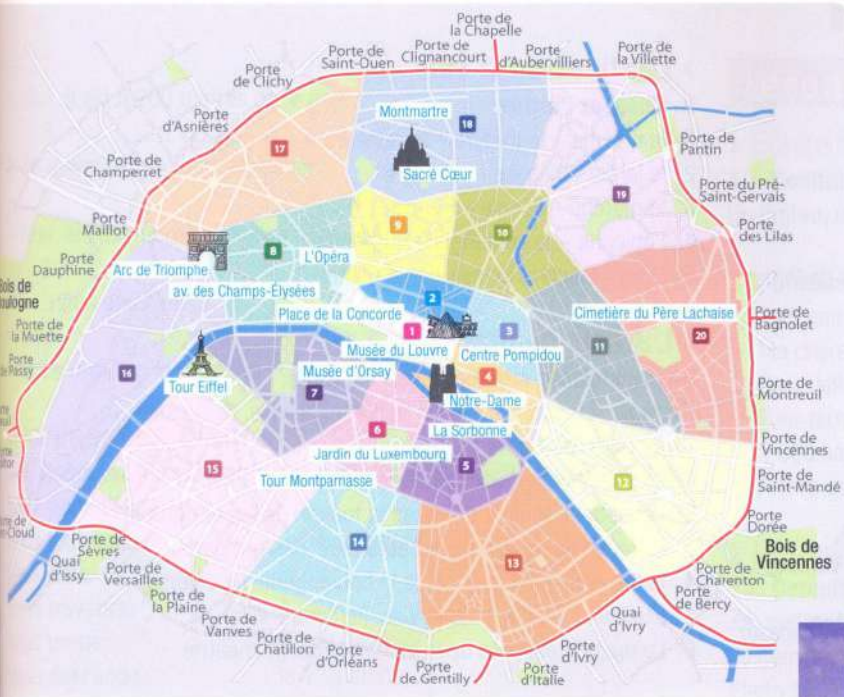 Porte de
la Chapelle
Porte de
Saint-Ouen
Porte de
Clignancourt
Porte
d'Aubervilliers
Porte de
la Villette
Porte
de Clichy
Porte
d'Asnières
Montmartre
18
17
Porte de
Pantin
Porte de
Champerret
Sacré Cœur
Porte du Pré-
Saint-Gervais
19
Porte
Maillot
9
10
Porte
des Lilas
8
L'Opéra
Porte
Dauphine
Arc de Triomphe
av. des Champs-Élysées
2
Place de la Concorde
1
3
Cimetière du Père Lachaise
Porte de
Bagnolet
Porte de
la Muette
Musée du Louvre
Centre Pompidou
11
20
16
Tour Eiffel
Musée d'Orsay
4
7
Notre-Dame
Porte de
Montreuil
6
La Sorbonne
Jardin du Luxembourg
5
Porte de
Vincennes
15
Tour Montparnasse
12
Porte de
Saint-Mandé
14
13
Porte
Dorée
Bois de
Vincennes
Porte de
Sèvres
Quai
d'Issy
Porte de
Versailles
Porte de
la Plaine
Porte de
Vanves
Porte de
Chatillon
Porte
d'Orléans
Porte
de Gentilly
Porte
d'Italie
Porte
d'Ivry
Quai
d'Ivry
Porte
de Bercy
Porte de
Charenton